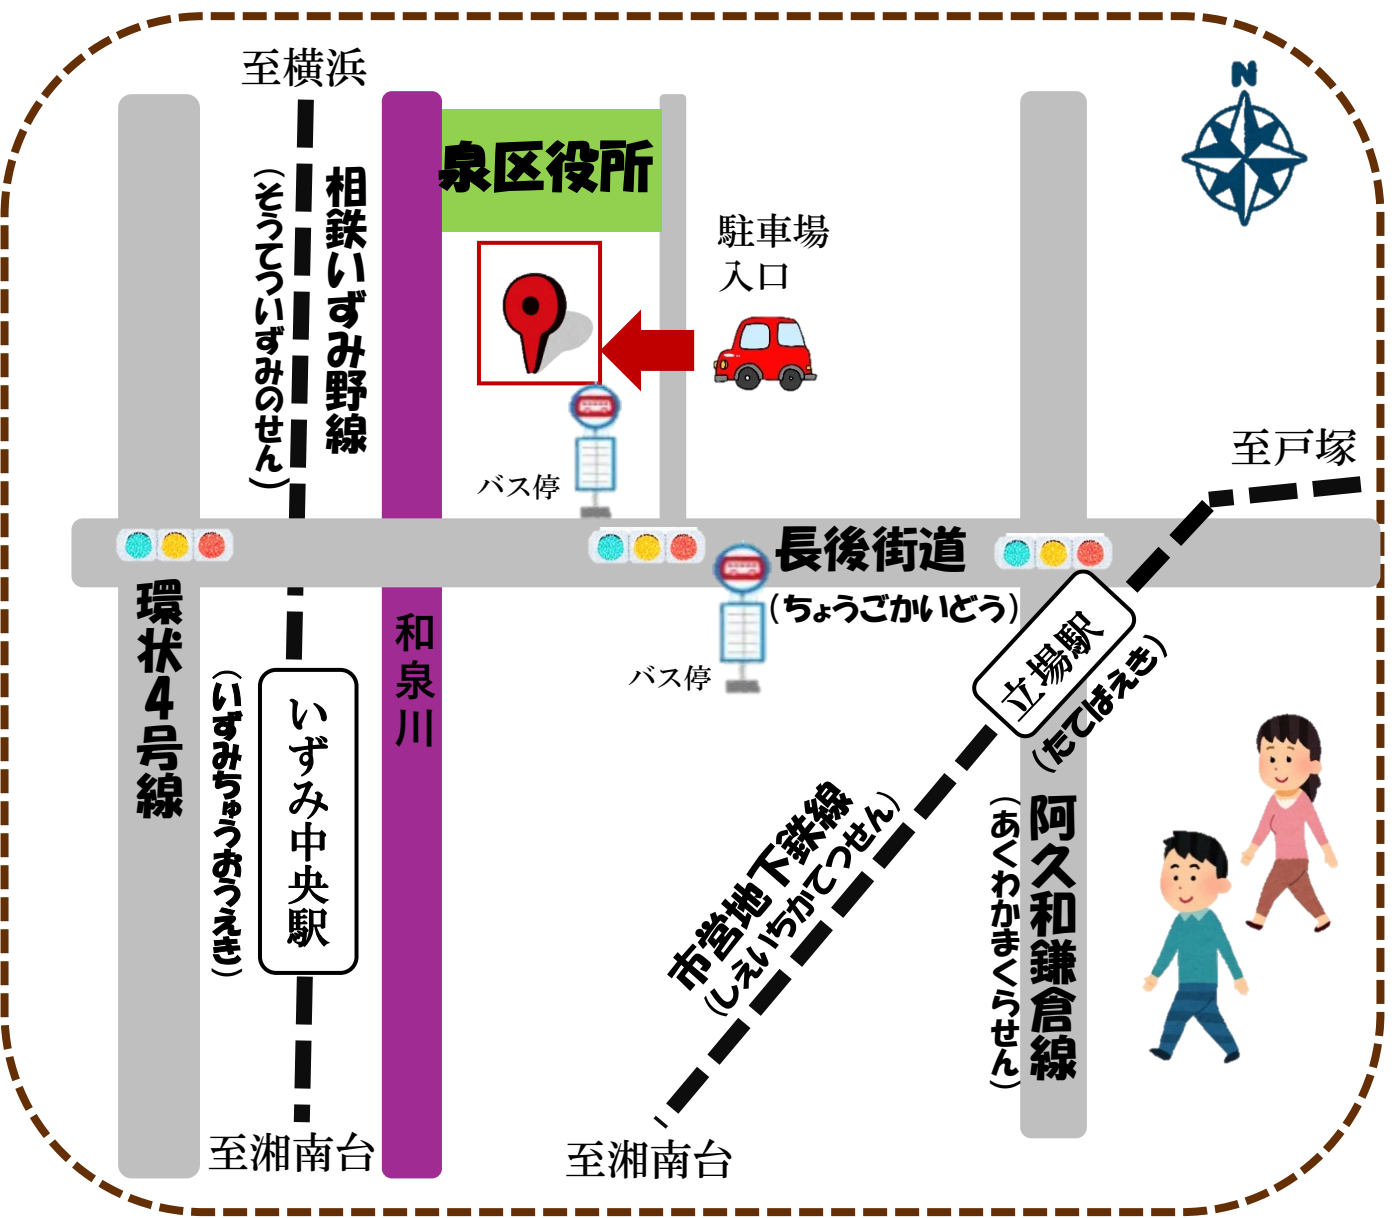 至横浜
N
泉区役所
相鉄いずみ野線
(そうてついずみのせん)
駐車場
入口
至戸塚
バス停
長後街道
(ちょうごかいどう)
バス停
環状4号線
和泉川
いずみ中央駅
(いずみちゅうおうえき)
立場駅
(たてばえき)
市営地下鉄線
(しえいちかてつせん)
阿久和鎌倉線
(あくわかまくらせん)
至湘南台
至湘南台